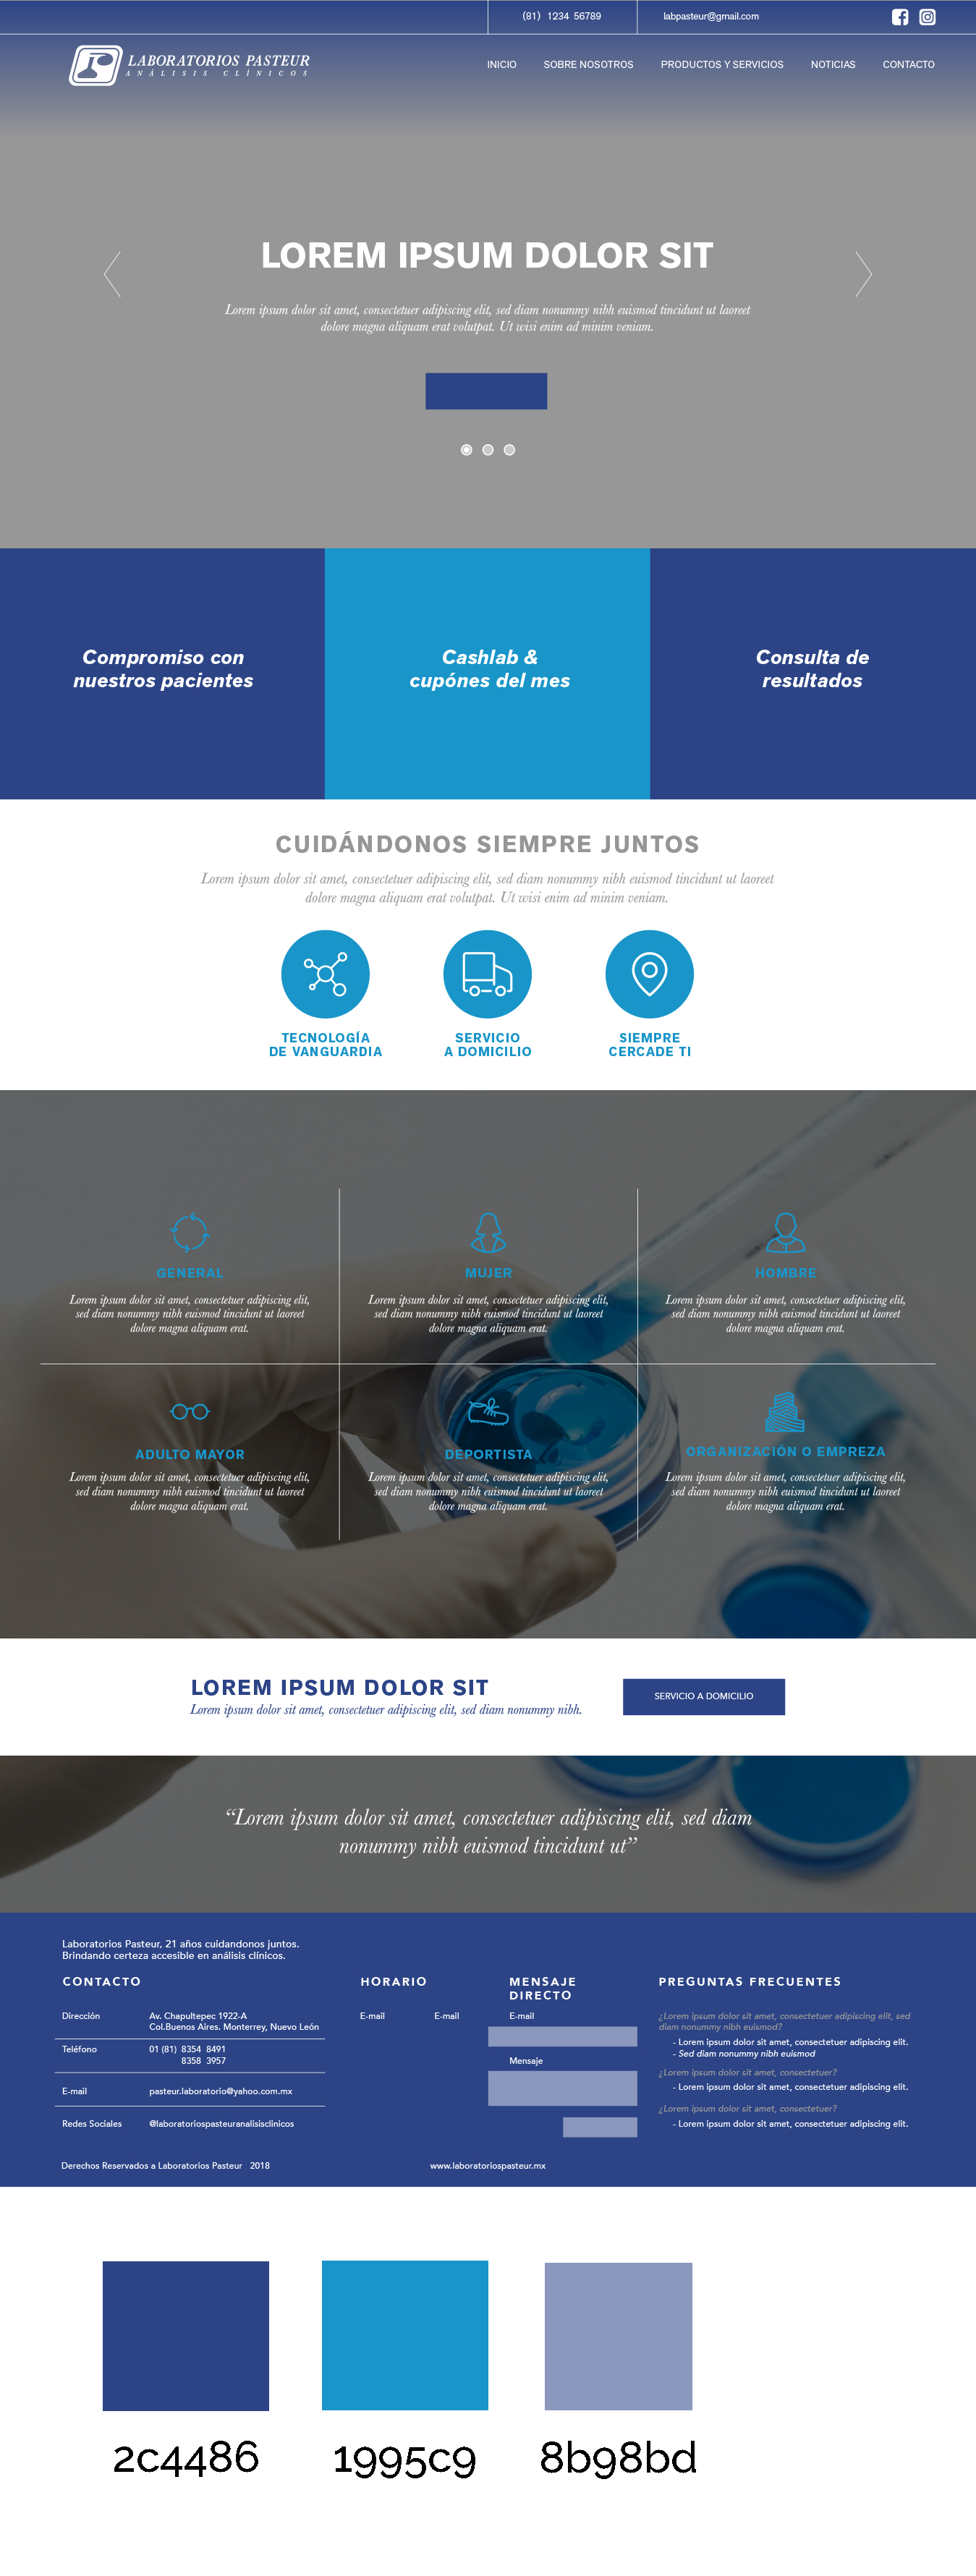 (81) 1234 56789
labpasteur@gmail.com
LABORATORIOS PASTEUR
ANÁLISIS CLÍNICOS
INICIO
SOBRE NOSOTROS
PRODUCTOS Y SERVICIOS
NOTICIAS
CONTACTO
LOREM IPSUM DOLOR SIT
Lorem ipsum dolor sit amet, consectetuer adipiscing elit, sed diam nonummy nibh euismod tincidunt ut laoreet
dolore magna aliquam erat volutpat. Ut wisi enim ad minim veniam.
Compromiso con
nuestros pacientes
Cashlab &
cupónes del mes
Consulta de
resultados
CUIDÁNDONOS SIEMPRE JUNTOS
Lorem ipsum dolor sit amet, consectetuer adipiscing elit, sed diam nonummy nibh euismod tincidunt ut laoreet
dolore magna aliquam erat volutpat. Ut wisi enim ad minim veniam.
TECNOLOGÍA
DE VANGUARDIA
SERVICIO
A DOMICILIO
SIEMPRE
CERCADE TI
GENERAL
Lorem ipsum dolor sit amet, consectetuer adipiscing elit,
sed diam nonummy nibh euismod tincidunt ut laoreet
dolore magna aliquam erat.
MUJER
Lorem ipsum dolor sit amet, consectetuer adipiscing elit,
sed diam nonummy nibh euismod tincidunt ut laoreet
dolore magna aliquam erat.
HOMBRE
Lorem ipsum dolor sit amet, consectetuer adipiscing elit,
sed diam nonummy nibh euismod tincidunt ut laoreet
dolore magna aliquam erat.
ADULTO MAYOR
Lorem ipsum dolor sit amet, consectetuer adipiscing elit,
sed diam nonummy nibh euismod tincidunt ut laoreet
dolore magna aliquam erat.
DEPORTISTA
Lorem ipsum dolor sit amet, consectetuer adipiscing elit,
sed diam nonummy nibh euismod tincidunt ut laoreet
dolore magna aliquam erat.
ORGANIZACIÓN O EMPREZA
Lorem ipsum dolor sit amet, consectetuer adipiscing elit,
sed diam nonummy nibh euismod tincidunt ut laoreet
dolore magna aliquam erat.
LOREM IPSUM DOLOR SIT
Lorem ipsum dolor sit amet, consectetuer adipiscing elit, sed diam nonummy nibh.
SERVICIO A DOMICILIO
“Lorem ipsum dolor sit amet, consectetuer adipiscing elit, sed diam
nonummy nibh euismod tincidunt ut”
Laboratorios Pasteur, 21 años cuidandonos juntos.
Brindando certeza accesible en análisis clínicos.
CONTACTO
Dirección
Av. Chapultepec 1922-A
Col.Buenos Aires. Monterrey, Nuevo León
Teléfono
01 (81) 8354 8491
8358 3957
E-mail
pasteur.laboratorio@yahoo.com.mx
Redes Sociales
@laboratoriospasteuranalisisclinicos
HORARIO
E-mail
E-mail
MENSAJE
DIRECTO
E-mail
Mensaje
PREGUNTAS FRECUENTES
¿Lorem ipsum dolor sit amet, consectetuer adipiscing elit, sed
diam nonummy nibh euismod?
- Lorem ipsum dolor sit amet, consectetuer adipiscing elit.
- Sed diam nonummy nibh euismod
¿Lorem ipsum dolor sit amet, consectetuer?
- Lorem ipsum dolor sit amet, consectetuer adipiscing elit.
¿Lorem ipsum dolor sit amet, consectetuer?
- Lorem ipsum dolor sit amet, consectetuer adipiscing elit.
Derechos Reservados a Laboratorios Pasteur 2018
www.laboratoriospasteur.mx
2c4486
1995c9
8b98bd